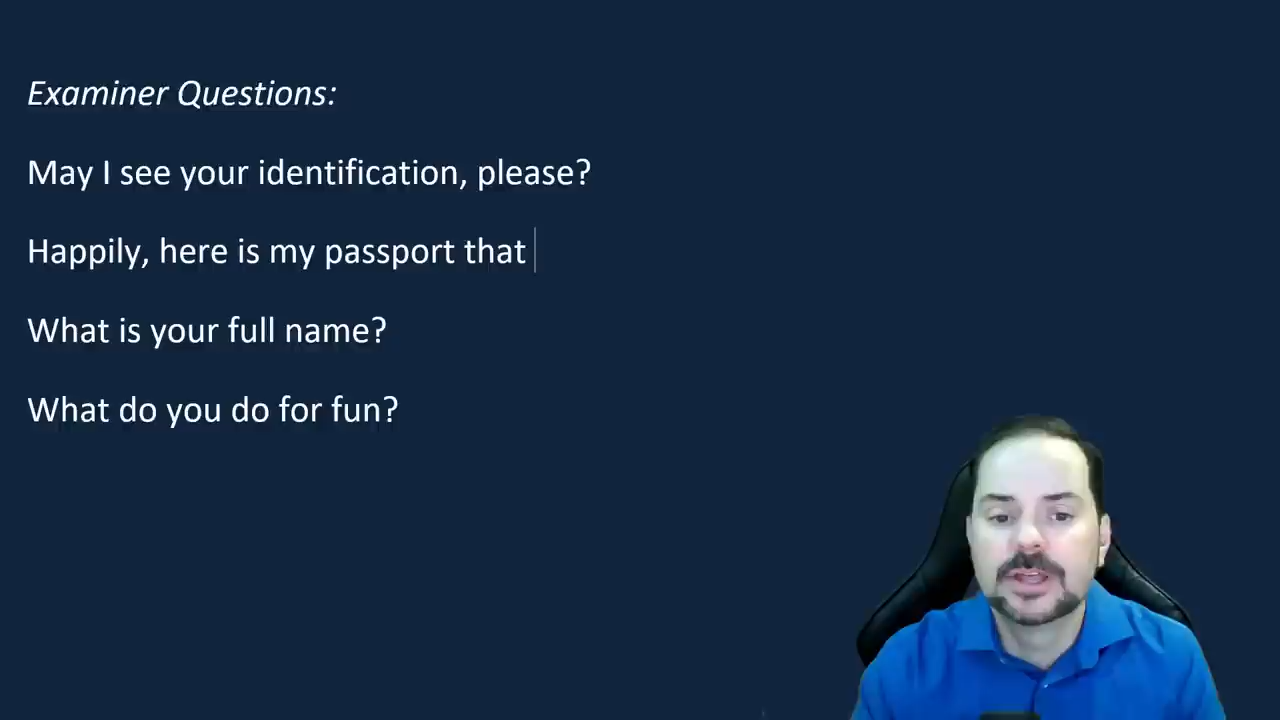 Examiner Questions:
May I see your identification, please?
Happily, here is my passport that
What is your full name?
What do you do for fun?